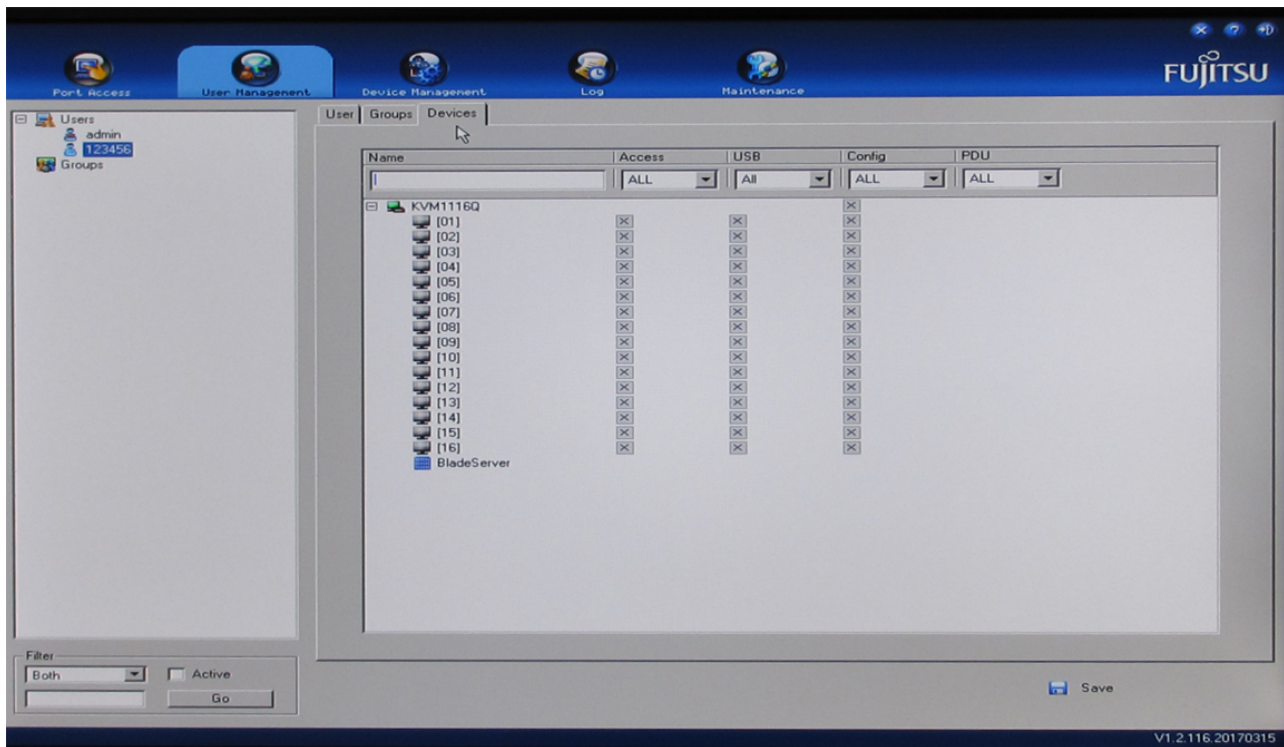 FUJITSU
Port Access User Management Device Management Log Maintenance
Users
admin
123456
Groups
User Groups Devices
Name Access USB Config PDU
ALL All ALL ALL
KVM1116Q
[01]
[02]
[03]
[04]
[05]
[06]
[07]
[08]
[09]
[10]
[11]
[12]
[13]
[14]
[15]
[16]
BladeServer
Filter
Both Active
Go
Save
V1.2.116.20170315